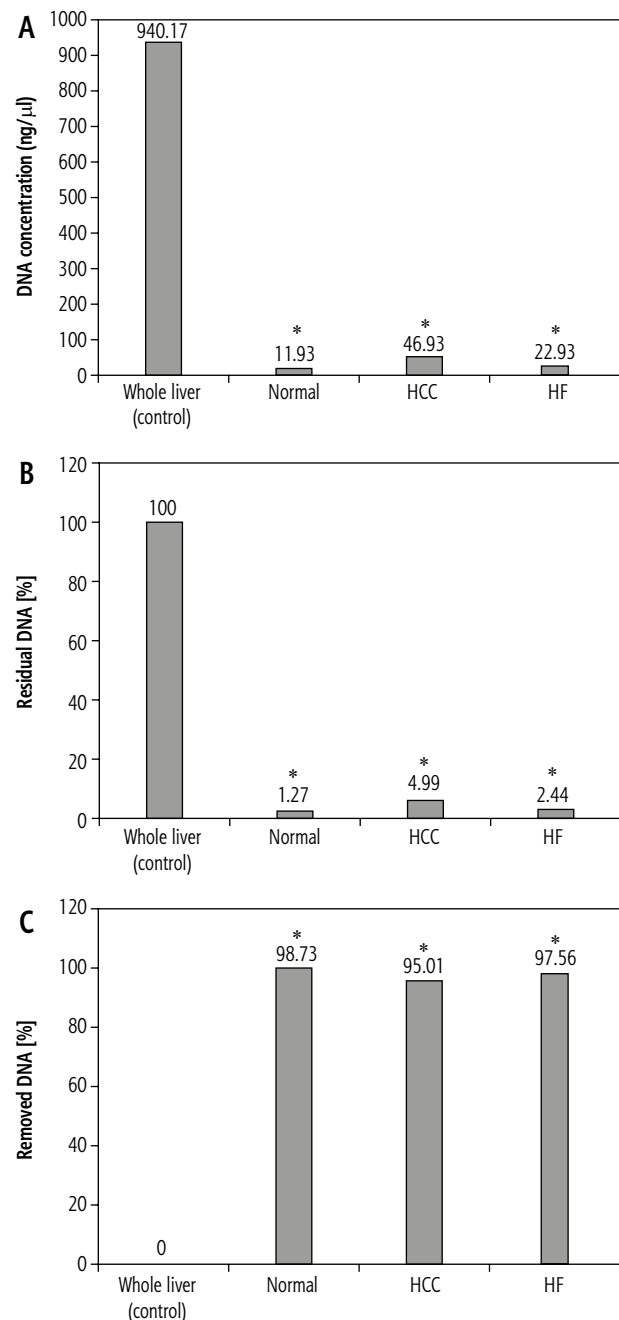 A
DNA concentration (ng/µl)
1000
900
800
700
600
500
400
300
200
100
0
940.17
*
11.93
*
46.93
*
22.93
Whole liver
(control)
Normal
HCC
HF
B
Residual DNA [%]
120
100
80
60
40
20
0
100
*
1.27
*
4.99
*
2.44
Whole liver
(control)
Normal
HCC
HF
C
Removed DNA [%]
120
100
80
60
40
20
0
0
*
98.73
*
95.01
*
97.56
Whole liver
(control)
Normal
HCC
HF